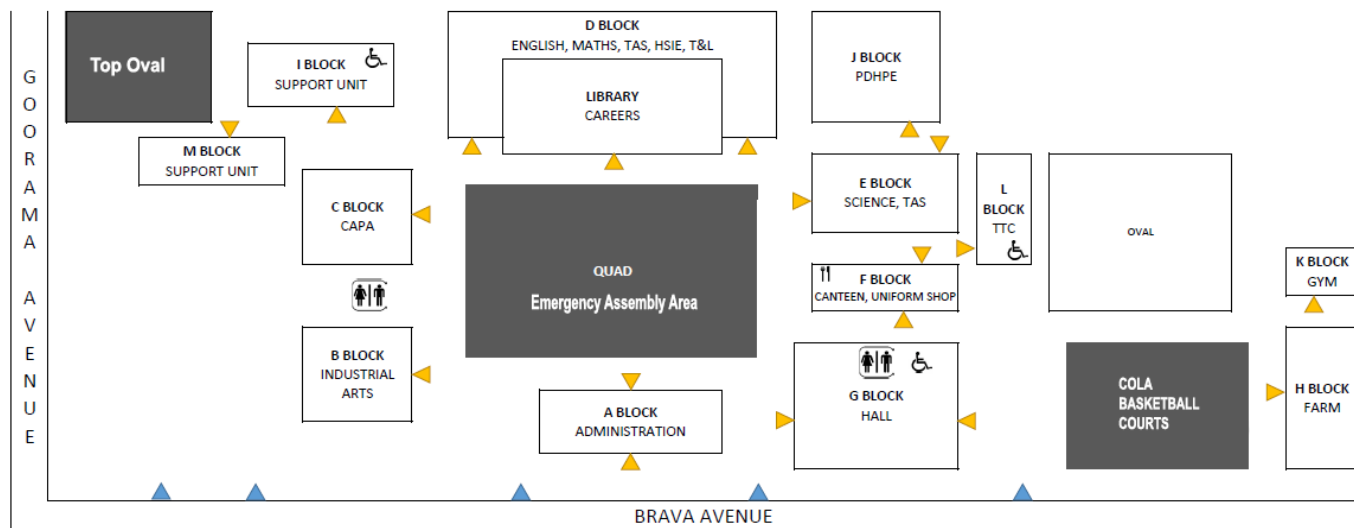 GOORAMA AVENUE
Top Oval
I BLOCK
SUPPORT UNIT
M BLOCK
SUPPORT UNIT
D BLOCK
ENGLISH, MATHS, TAS, HSIE, T&L
LIBRARY
CAREERS
J BLOCK
PDHPE
C BLOCK
CAPA
E BLOCK
SCIENCE, TAS
L
BLOCK
TTC
OVAL
QUAD
Emergency Assembly Area
F BLOCK
CANTEEN, UNIFORM SHOP
K BLOCK
GYM
B BLOCK
INDUSTRIAL
ARTS
A BLOCK
ADMINISTRATION
G BLOCK
HALL
COLA
BASKETBALL
COURTS
H BLOCK
FARM
BRAVA AVENUE